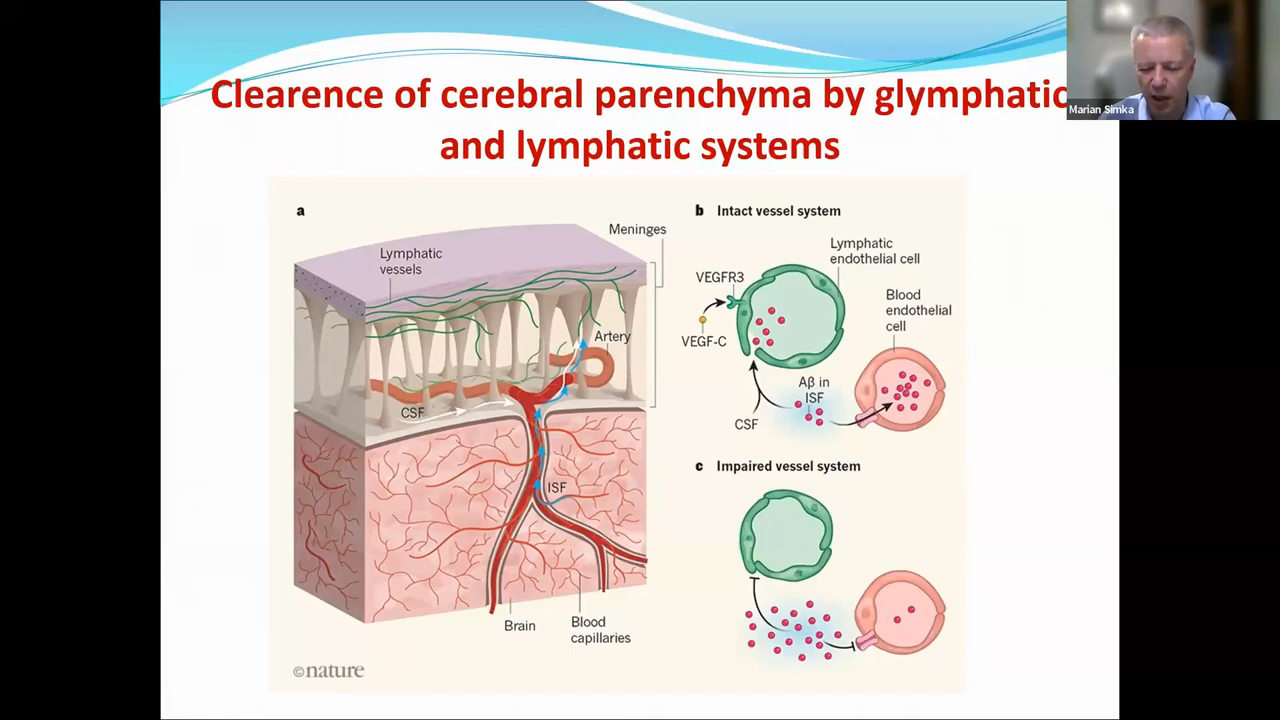 Clearence of cerebral parenchyma by glymphatic
and lymphatic systems
Marian Simka
a
Meninges
Lymphatic
vessels
Artery
CSF
ISF
Brain
Blood
capillaries
©nature
b Intact vessel system
Lymphatic
endothelial cell
VEGFR3
Blood
endothelial
cell
VEGF-C
Aβ in
ISF
CSF
c Impaired vessel system